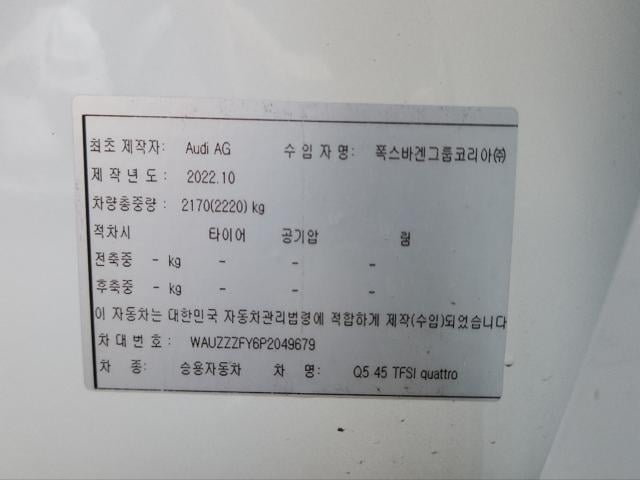 최초 제작자: Audi AG 수 입 자 명: 폭스바겐그룹코리아㈜
제 작 년 도 : 2022.10
차량총중량 : 2170(2220) kg
적차시 타이어 공기압 림
전축중 - kg - - -
후축중 - kg - - -
이 자동차는 대한민국 자동차관리법령에 적합하게 제작(수입)되었습니다
차 대 번 호 : WAUZZZFY6P2049679
차 종: 승용자동차 차 명: Q5 45 TFSI quattro